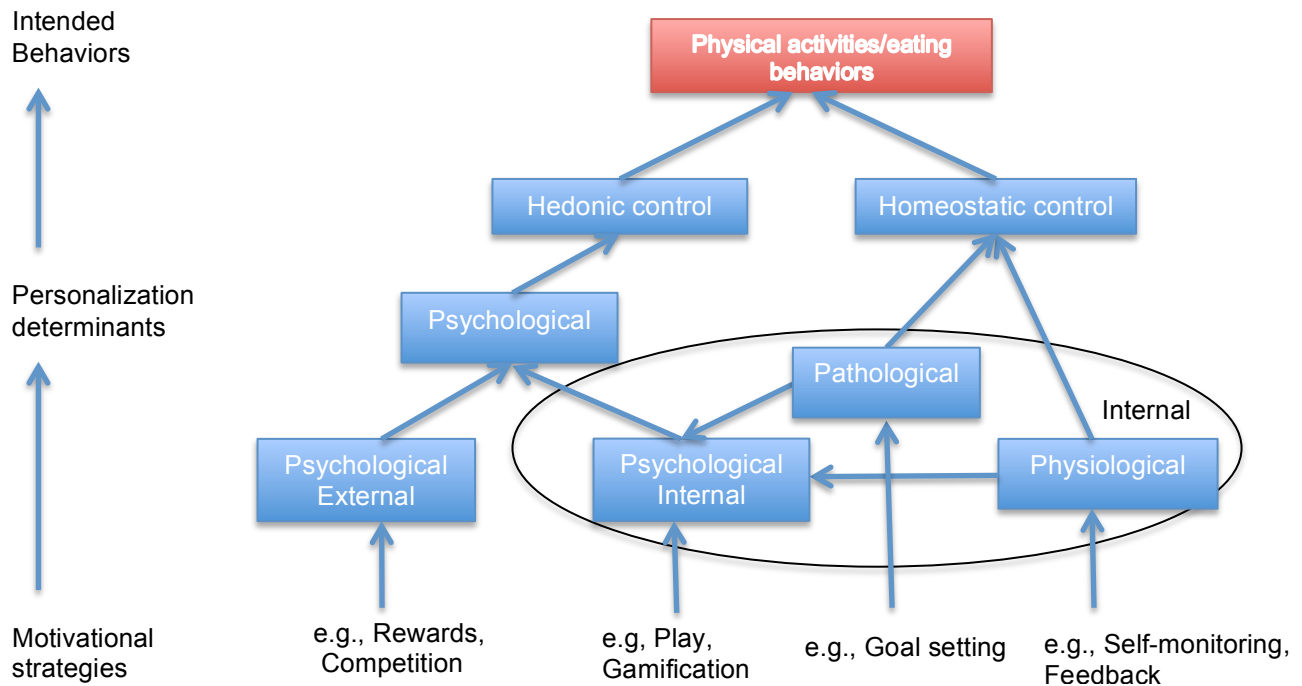 Intended
Behaviors
Physical activities/eating
behaviors
Hedonic control
Homeostatic control
Personalization
determinants
Psychological
Pathological
Internal
Psychological
External
Psychological
Internal
Physiological
Motivational
strategies
e.g., Rewards,
Competition
e.g, Play,
Gamification
e.g., Goal setting
e.g., Self-monitoring,
Feedback